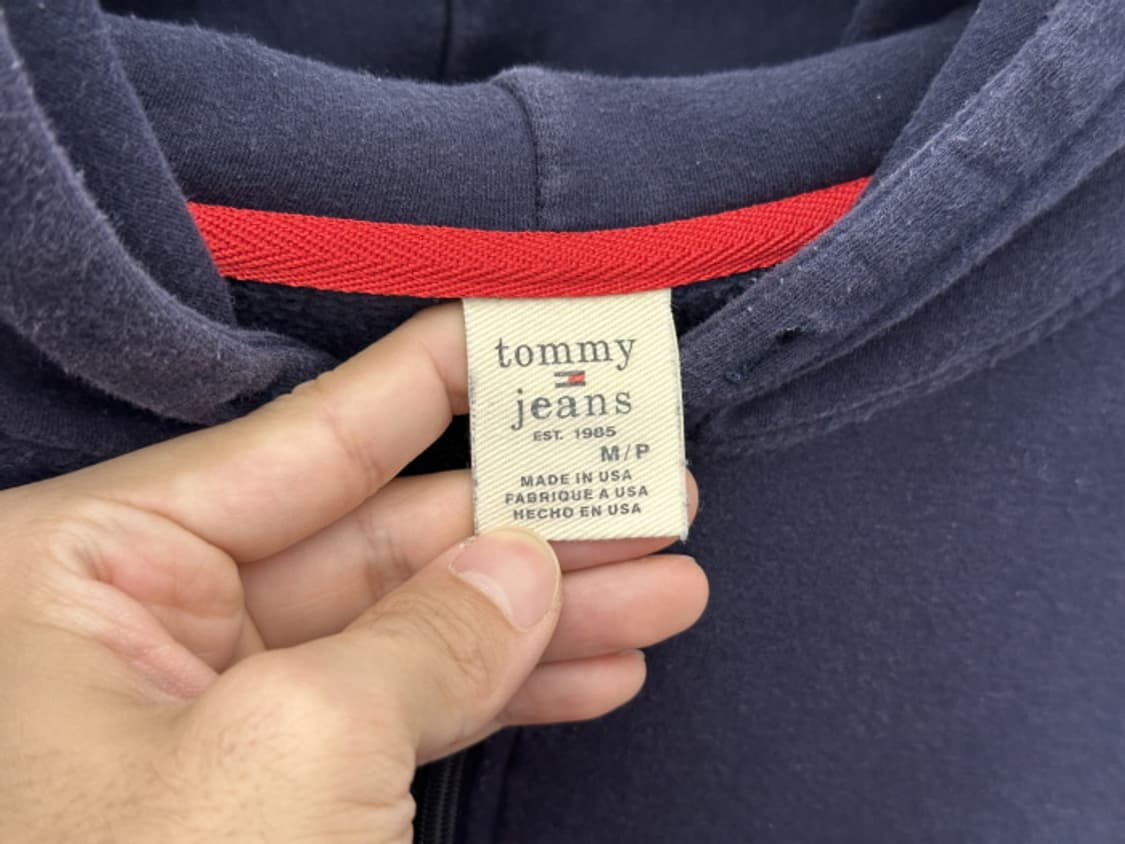 tommy
jeans
EST. 1985
M/P
MADE IN USA
FABRIQUE A USA
HECHO EN USA